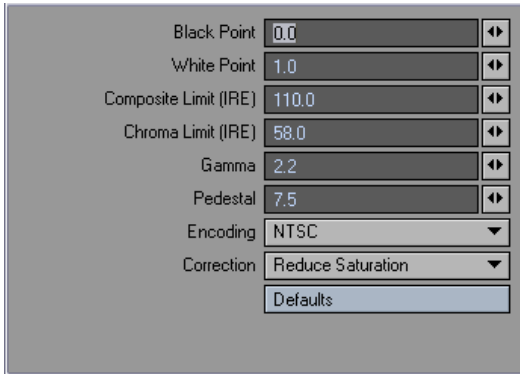 Black Point 0.0
White Point 1.0
Composite Limit (IRE) 110.0
Chroma Limit (IRE) 58.0
Gamma 2.2
Pedestal 7.5
Encoding NTSC
Correction Reduce Saturation
Defaults